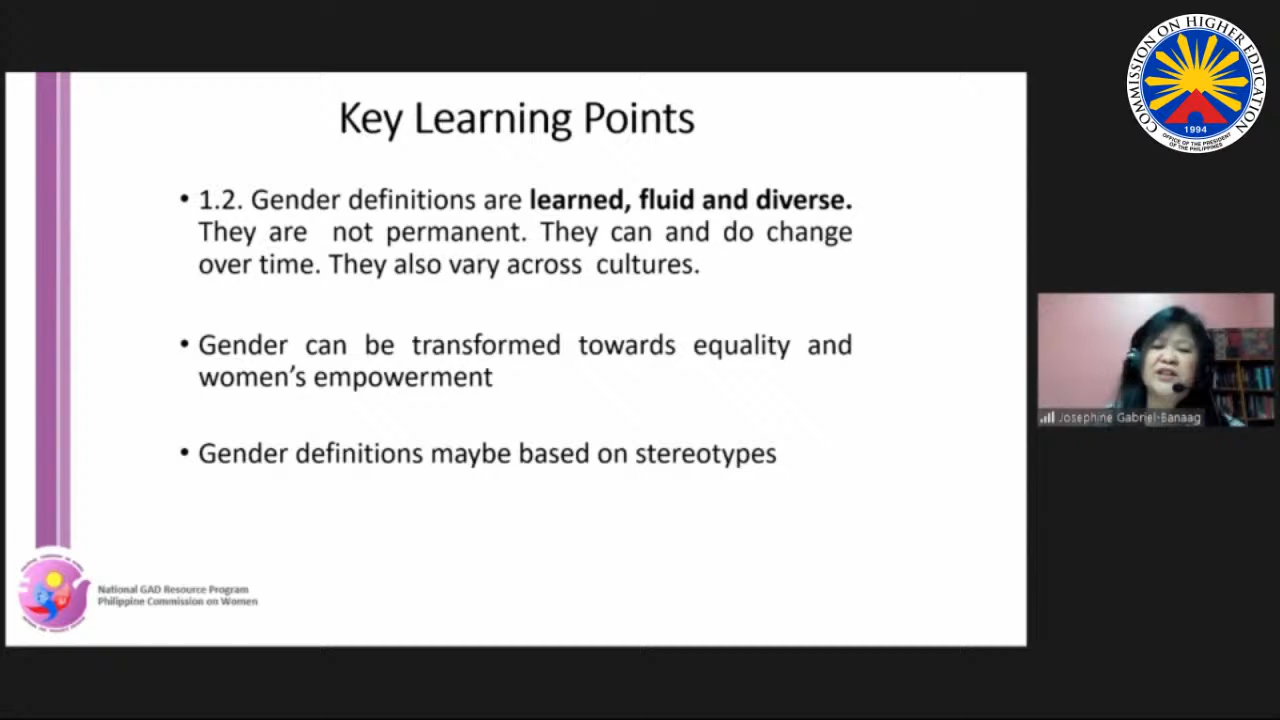 COMMISSION ON HIGHER EDUCATION
1994
OFFICE OF THE PRESIDENT
OF THE PHILIPPINES
Key Learning Points
• 1.2. Gender definitions are learned, fluid and diverse.
They are not permanent. They can and do change
over time. They also vary across cultures.
• Gender can be transformed towards equality and
women's empowerment
• Gender definitions maybe based on stereotypes
Josephine Gabriel-Banaag
National GAD Resource Program
Philippine Commission on Women